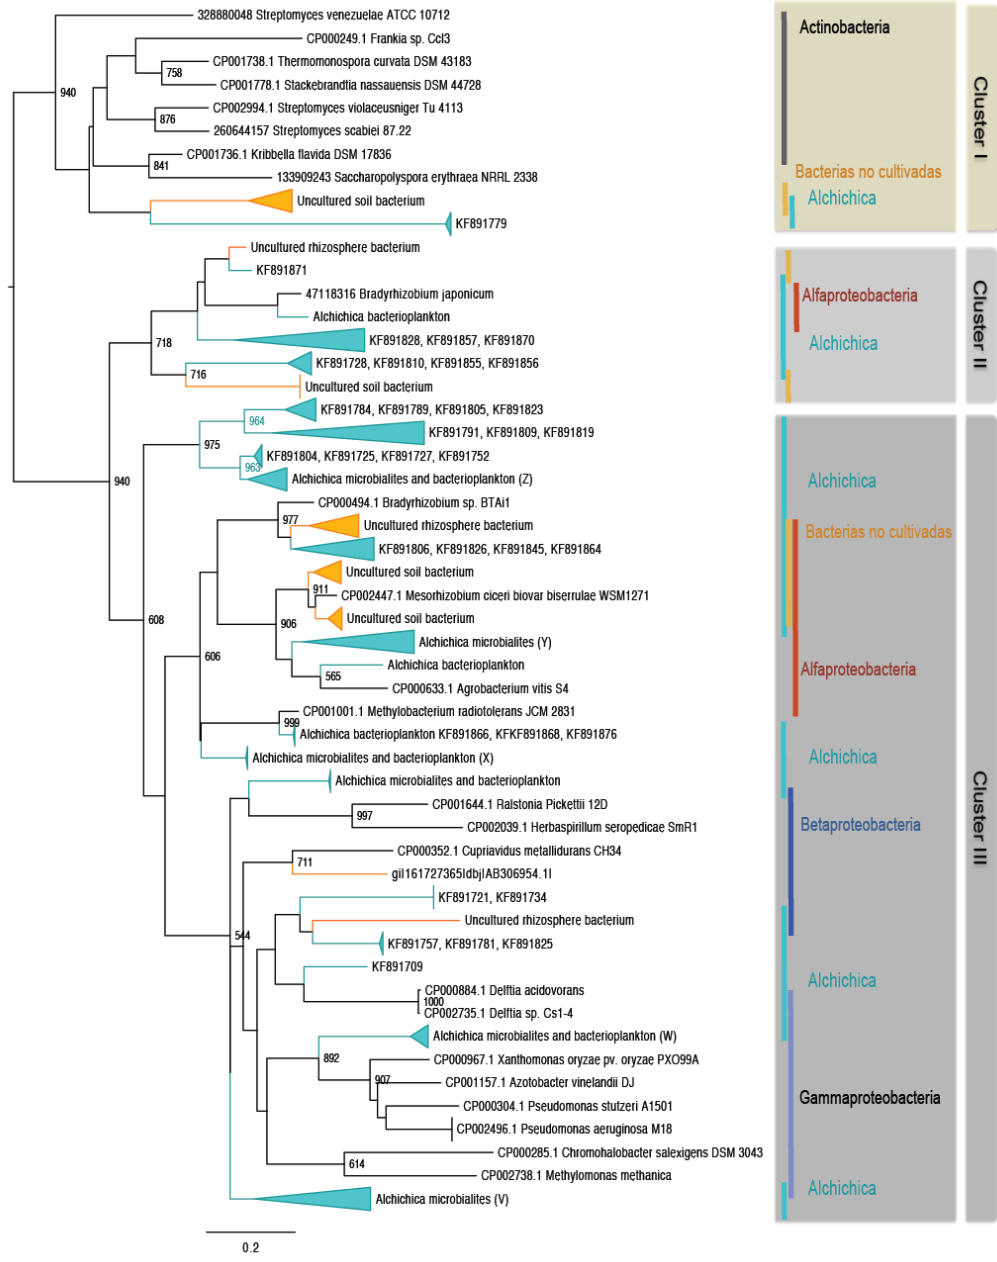 328880048 Streptomyces venezuelae ATCC 10712
CP000249.1 Frankia sp. CcI3
940
CP001738.1 Thermomonospora curvata DSM 43183
758
CP001778.1 Stackebrandtia nassauensis DSM 44728
CP002994.1 Streptomyces violaceusniger Tu 4113
876
260644157 Streptomyces scabiei 87.22
CP001736.1 Kribbella flavida DSM 17836
841
133909243 Saccharopolyspora erythraea NRRL 2338
Uncultured soil bacterium
KF891779
Actinobacteria
Bacterias no cultivadas
Alchichica
Cluster I
Uncultured rhizosphere bacterium
KF891871
47118316 Bradyrhizobium japonicum
Alchichica bacterioplankton
718
KF891828, KF891857, KF891870
KF891728, KF891810, KF891855, KF891856
716
Uncultured soil bacterium
Alfaproteobacteria
Alchichica
Cluster II
KF891784, KF891789, KF891805, KF891823
964
KF891791, KF891809, KF891819
975
KF891804, KF891725, KF891727, KF891752
963
Alchichica microbialites and bacterioplankton (Z)
940
CP000494.1 Bradyrhizobium sp. BTAi1
977
Uncultured rhizosphere bacterium
KF891806, KF891826, KF891845, KF891864
Uncultured soil bacterium
911
CP002447.1 Mesorhizobium ciceri biovar biserrulae WSM1271
Uncultured soil bacterium
608
906
Alchichica microbialites (Y)
606
Alchichica bacterioplankton
565
CP000633.1 Agrobacterium vitis S4
CP001001.1 Methylobacterium radiotolerans JCM 2831
999
Alchichica bacterioplankton KF891866, KFKF891868, KF891876
Alchichica microbialites and bacterioplankton (X)
Alchichica microbialites and bacterioplankton
CP001644.1 Ralstonia Pickettii 12D
997
CP002039.1 Herbaspirillum seropedicae SmR1
CP000352.1 Cupriavidus metallidurans CH34
711
gil161727365ldbjlAB306954.1l
KF891721, KF891734
Uncultured rhizosphere bacterium
544
KF891757, KF891781, KF891825
KF891709
CP000884.1 Delftia acidovorans
1000
CP002735.1 Delftia sp. Cs1-4
Alchichica microbialites and bacterioplankton (W)
892
CP000967.1 Xanthomonas oryzae pv. oryzae PXO99A
907
CP001157.1 Azotobacter vinelandii DJ
CP000304.1 Pseudomonas stutzeri A1501
CP002496.1 Pseudomonas aeruginosa M18
CP000285.1 Chromohalobacter salexigens DSM 3043
614
CP002738.1 Methylomonas methanica
Alchichica microbialites (V)
Alchichica
Bacterias no cultivadas
Alfaproteobacteria
Alchichica
Betaproteobacteria
Alchichica
Gammaproteobacteria
Alchichica
Cluster III
0.2